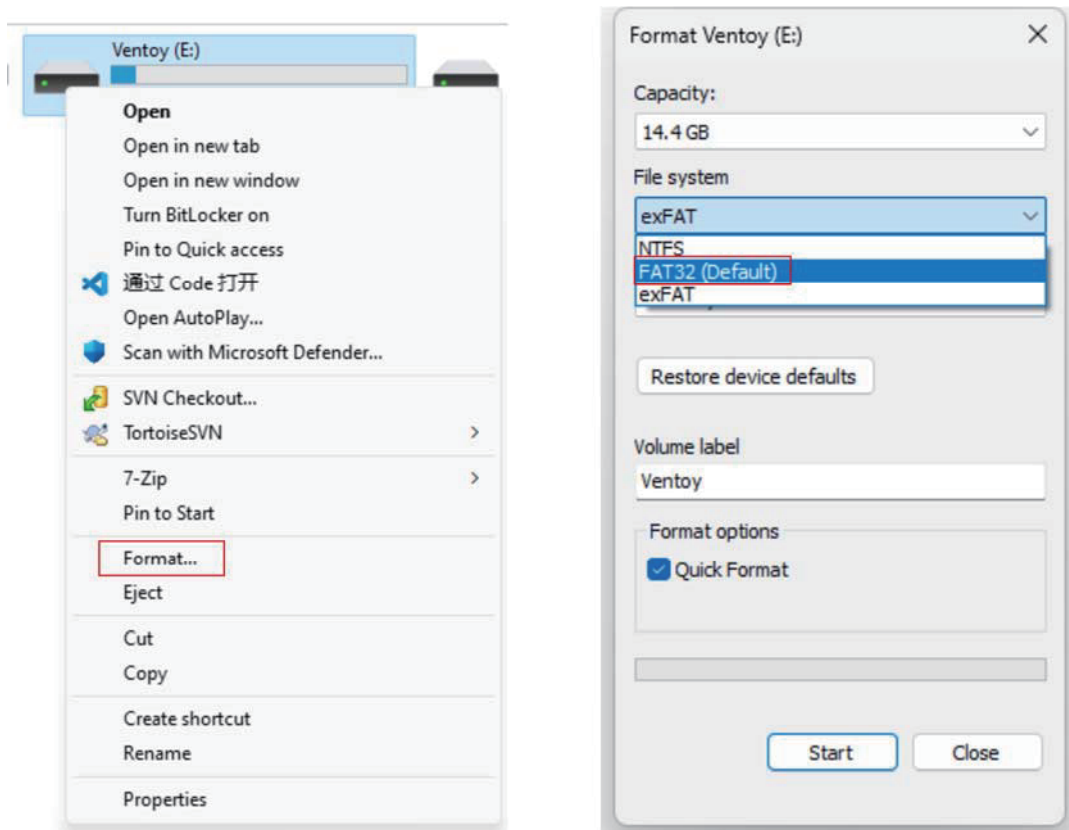 Ventoy (E:)
Open
Open in new tab
Open in new window
Turn BitLocker on
Pin to Quick access
通过 Code 打开
Open AutoPlay...
Scan with Microsoft Defender...
SVN Checkout...
TortoiseSVN
7-Zip
Pin to Start
Format...
Eject
Cut
Copy
Create shortcut
Rename
Properties
Format Ventoy (E:)
Capacity:
14.4 GB
File system
exFAT
NTFS
FAT32 (Default)
exFAT
Restore device defaults
Volume label
Ventoy
Format options
Quick Format
Start
Close